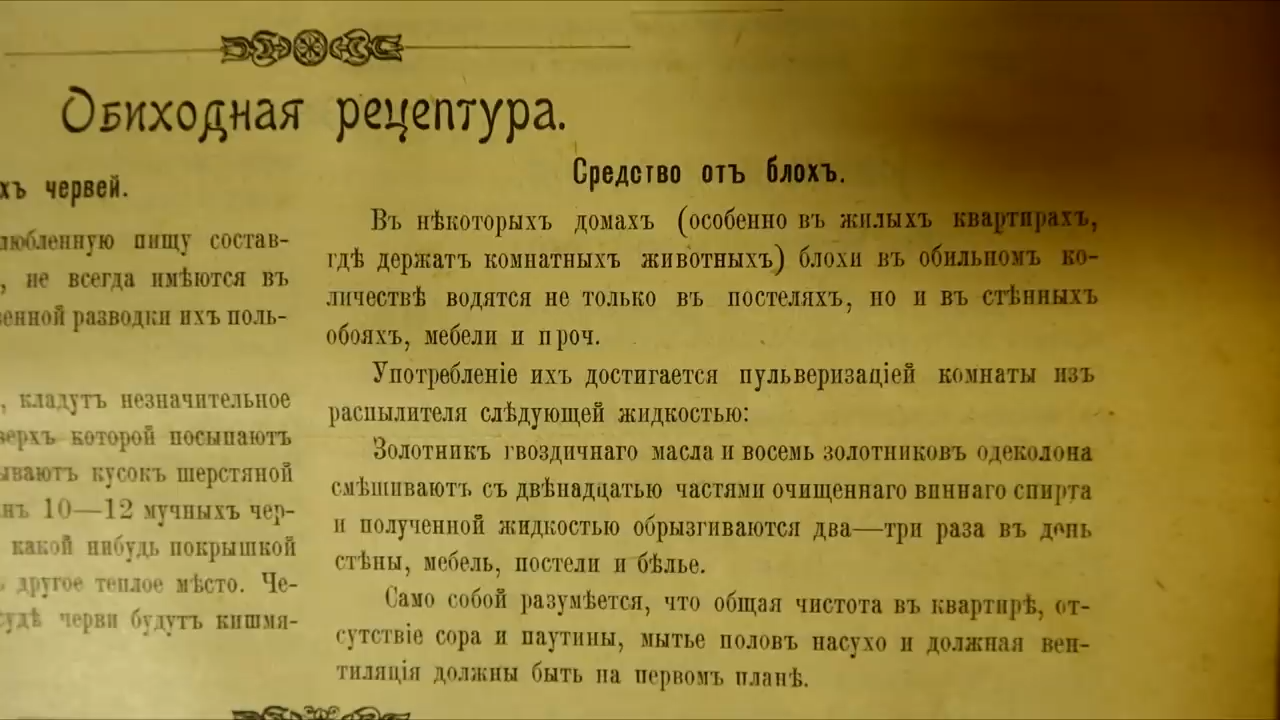 Обиходная рецептура.
хъ червей.
любленную пищу состав-
, не всегда имѣются въ
венной разводки ихъ поль-
, кладутъ незначительное
верхъ которой посыпаютъ
ываютъ кусокъ шерстяной
нъ 10—12 мучныхъ чер-
какой нибудь покрышкой
другое теплое мѣсто. Че-
судѣ черви будутъ кишмя-
Средство отъ блохъ.
Въ нѣкоторыхъ домахъ (особенно въ жилыхъ квартирахъ,
гдѣ держатъ комнатныхъ животныхъ) блохи въ обильномъ ко-
личествѣ водятся не только въ постеляхъ, но и въ стѣнныхъ
обояхъ, мебели и проч.
Употребленіе ихъ достигается пульверизаціей комнаты изъ
распылителя слѣдующей жидкостью:
Золотникъ гвоздичнаго масла и восемь золотниковъ одеколона
смѣшиваютъ съ двѣнадцатью частями очищеннаго виннаго спирта
и полученной жидкостью обрызгиваются два—три раза въ день
стѣны, мебель, постели и бѣлье.
Само собой разумѣется, что общая чистота въ квартирѣ, от-
сутствіе сора и паутины, мытье половъ насухо и должная вен-
тиляція должны быть на первомъ планѣ.